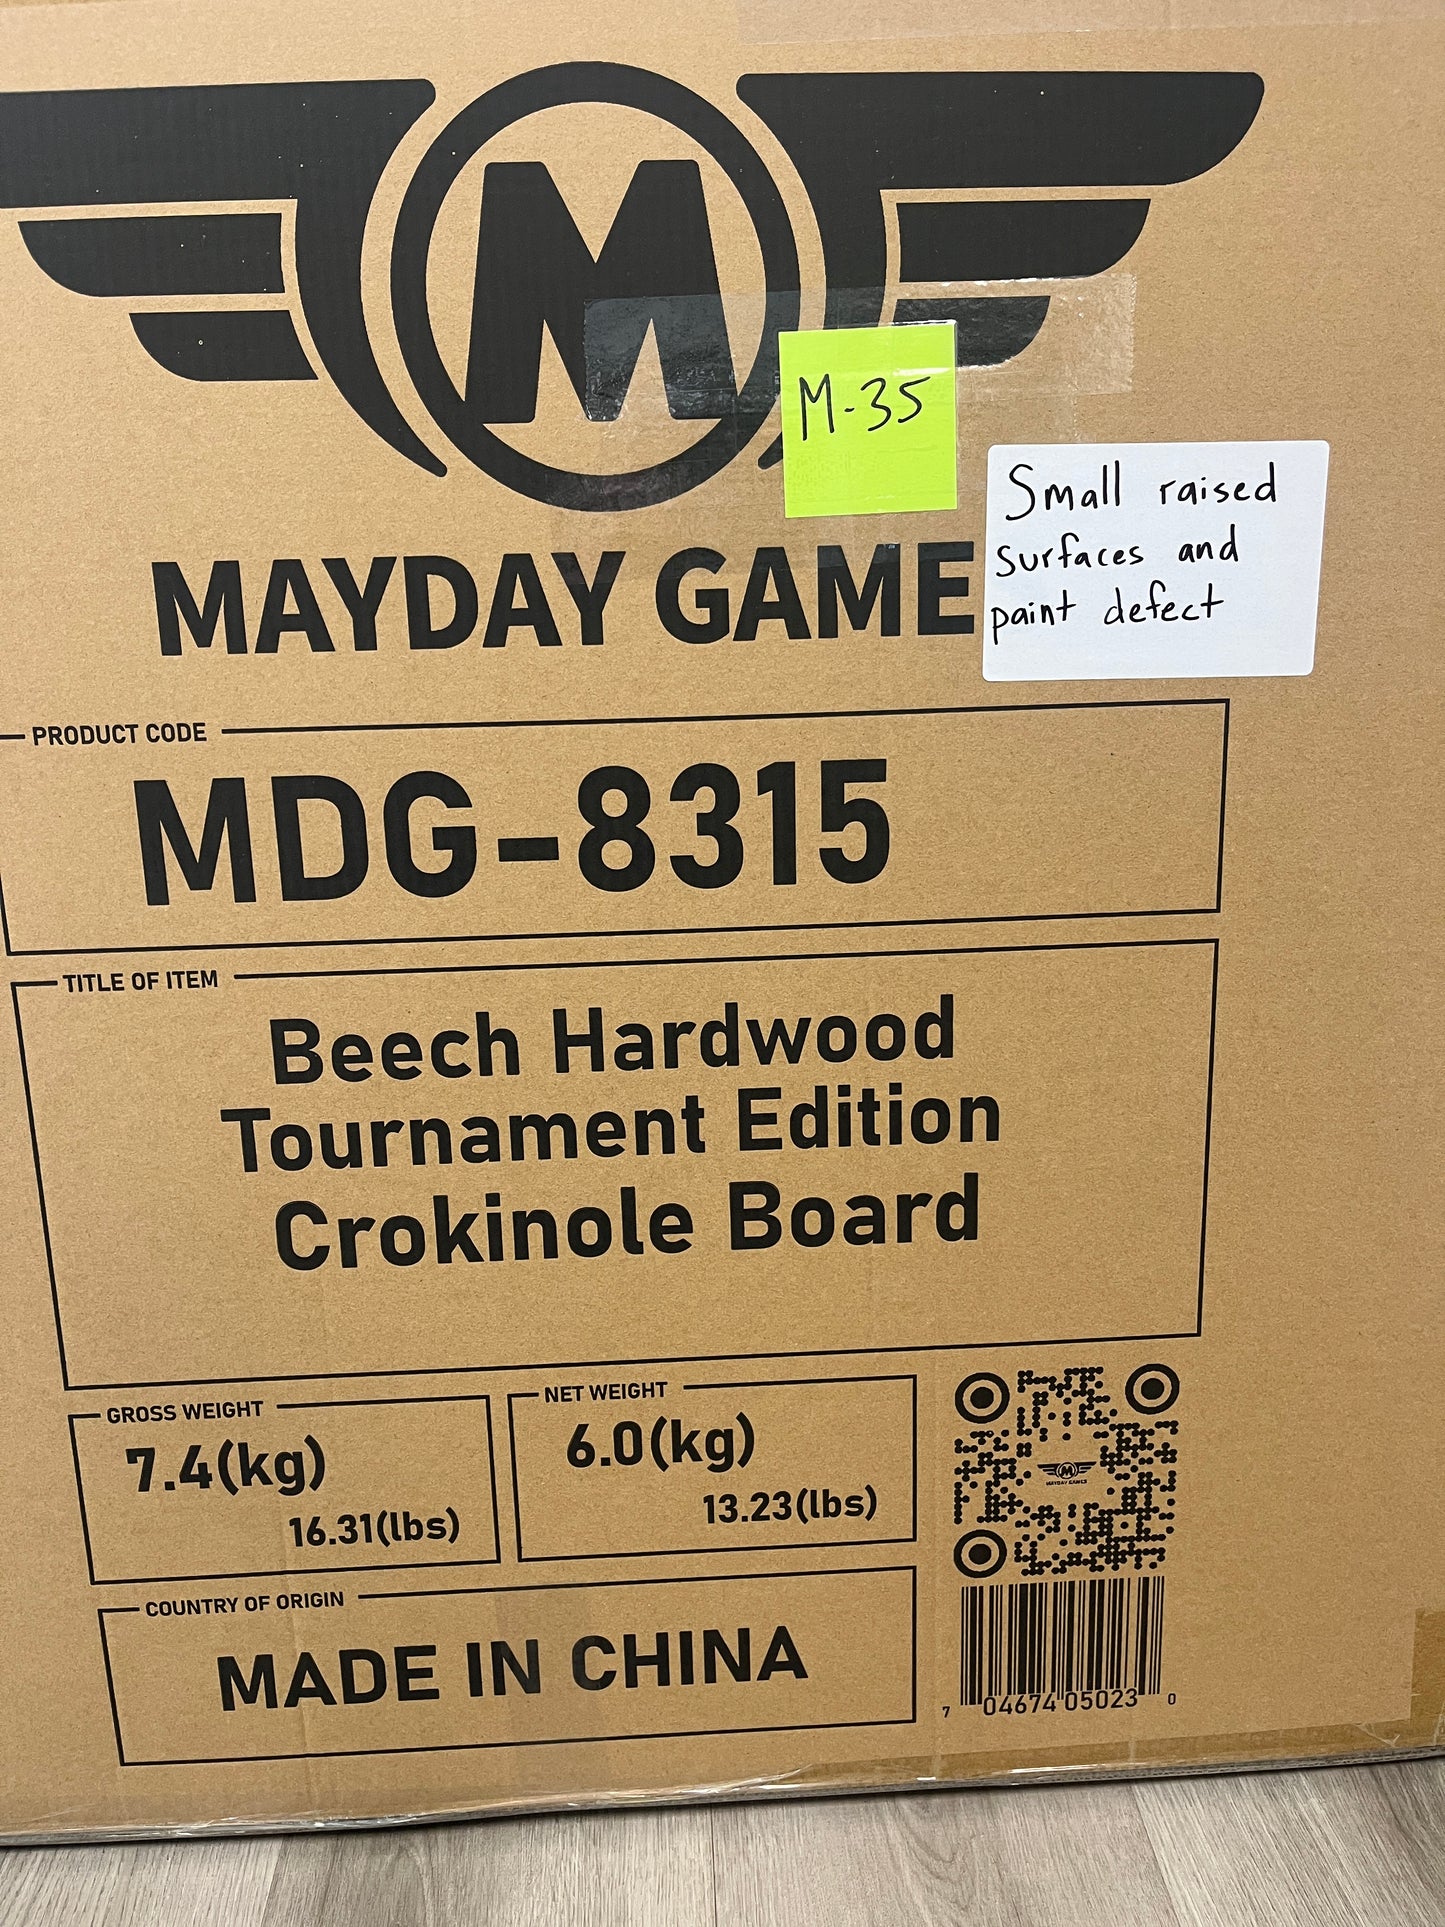 M
M-35
Small raised
surfaces and
paint defect
MAYDAY GAME
PRODUCT CODE
MDG-8315
TITLE OF ITEM
Beech Hardwood
Tournament Edition
Crokinole Board
GROSS WEIGHT
7.4(kg)
16.31(lbs)
NET WEIGHT
6.0(kg)
13.23(lbs)
M
MAYDAY GAMES
COUNTRY OF ORIGIN
MADE IN CHINA
7 04674 05023 0